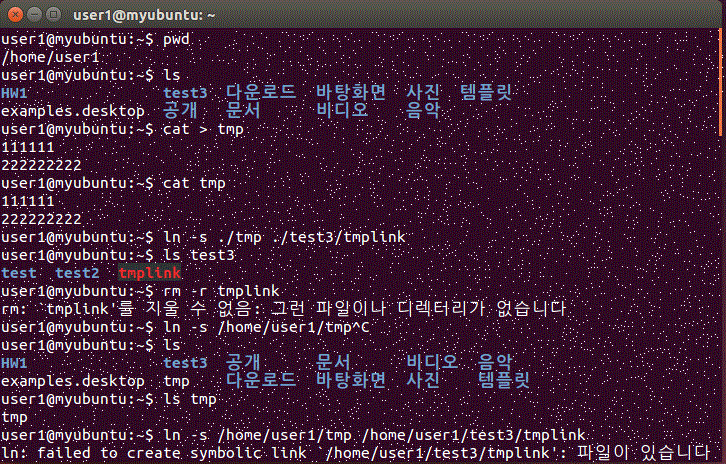 user1@myubuntu: ~
user1@myubuntu:~$ pwd
/home/user1
user1@myubuntu:~$ ls
HW1 test3 다운로드 바탕화면 사진 템플릿
examples.desktop 공개 문서 비디오 음악
user1@myubuntu:~$ cat > tmp
111111
222222222
user1@myubuntu:~$ cat tmp
111111
222222222
user1@myubuntu:~$ ln -s ./tmp ./test3/tmplink
user1@myubuntu:~$ ls test3
test test2 tmplink
user1@myubuntu:~$ rm -r tmplink
rm: `tmplink'를 지울 수 없음: 그런 파일이나 디렉터리가 없습니다
user1@myubuntu:~$ ln -s /home/user1/tmp^C
user1@myubuntu:~$ ls
HW1 test3 공개 문서 비디오 음악
examples.desktop tmp 다운로드 바탕화면 사진 템플릿
user1@myubuntu:~$ ls tmp
tmp
user1@myubuntu:~$ ln -s /home/user1/tmp /home/user1/test3/tmplink
ln: failed to create symbolic link `/home/user1/test3/tmplink': 파일이 있습니다